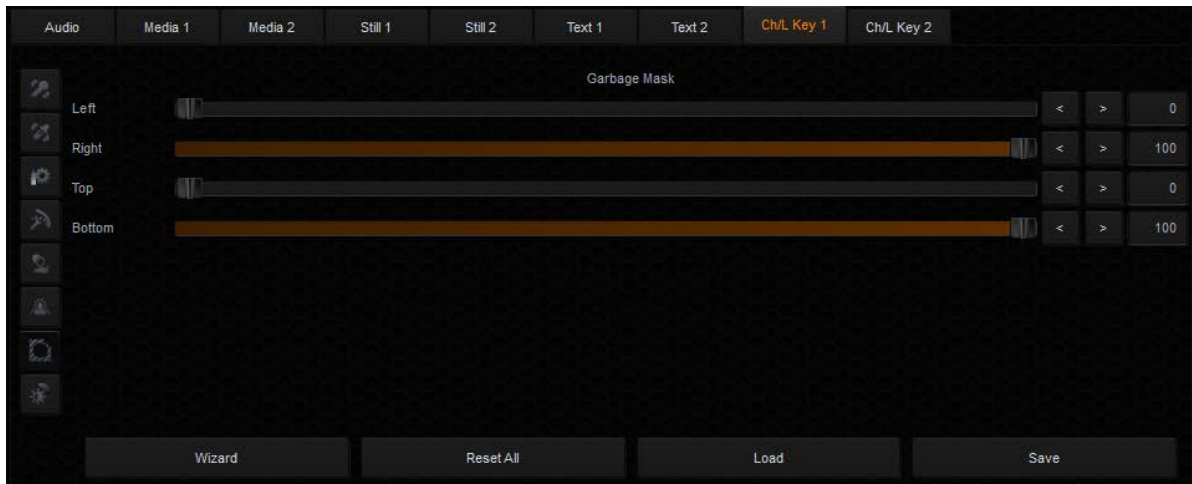 Audio Media 1 Media 2 Still 1 Still 2 Text 1 Text 2 Ch/L Key 1 Ch/L Key 2
Garbage Mask
Left < > 0
Right < > 100
Top < > 0
Bottom < > 100
Wizard Reset All Load Save